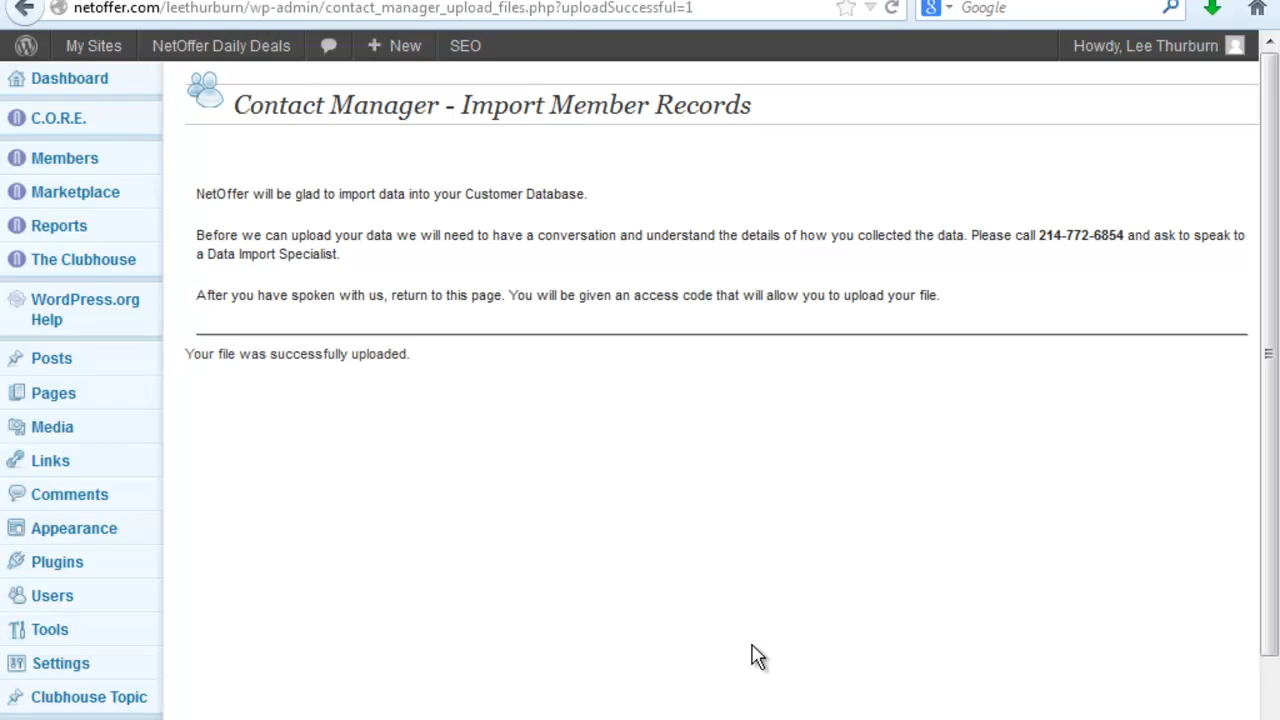 netoffer.com/leethurburn/wp-admin/contact_manager_upload_files.php?uploadSuccessful=1
Google
My Sites
NetOffer Daily Deals
New
SEO
Howdy, Lee Thurburn
Dashboard
C.O.R.E.
Members
Marketplace
Reports
The Clubhouse
WordPress.org
Help
Posts
Pages
Media
Links
Comments
Appearance
Plugins
Users
Tools
Settings
Clubhouse Topic
Contact Manager - Import Member Records
NetOffer will be glad to import data into your Customer Database.
Before we can upload your data we will need to have a conversation and understand the details of how you collected the data. Please call 214-772-6854 and ask to speak to
a Data Import Specialist.
After you have spoken with us, return to this page. You will be given an access code that will allow you to upload your file.
Your file was successfully uploaded.